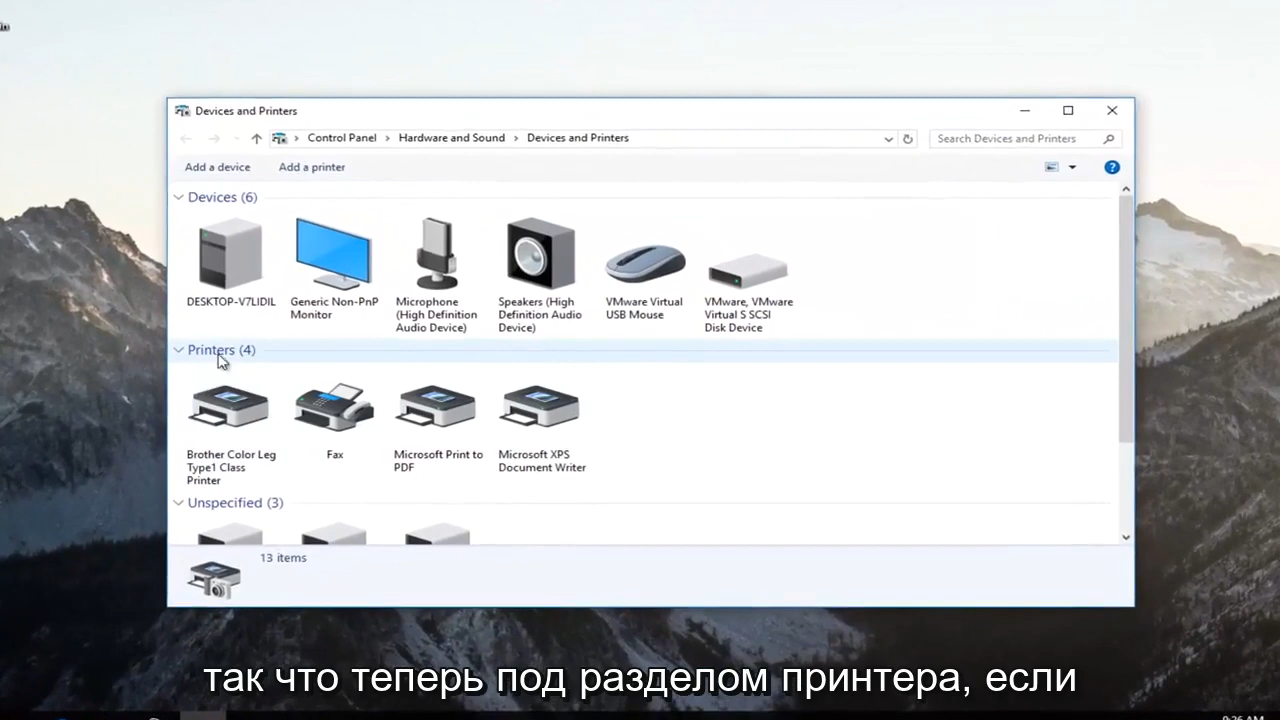 Devices and Printers
Control Panel > Hardware and Sound > Devices and Printers
Search Devices and Printers
Add a device
Add a printer
Devices (6)
DESKTOP-V7LIDIL
Generic Non-PnP
Monitor
Microphone
(High Definition
Audio Device)
Speakers (High
Definition Audio
Device)
VMware Virtual
USB Mouse
VMware, VMware
Virtual S SCSI
Disk Device
Printers (4)
Brother Color Leg
Type1 Class
Printer
Fax
Microsoft Print to
PDF
Microsoft XPS
Document Writer
Unspecified (3)
13 items
так что теперь под разделом принтера, если